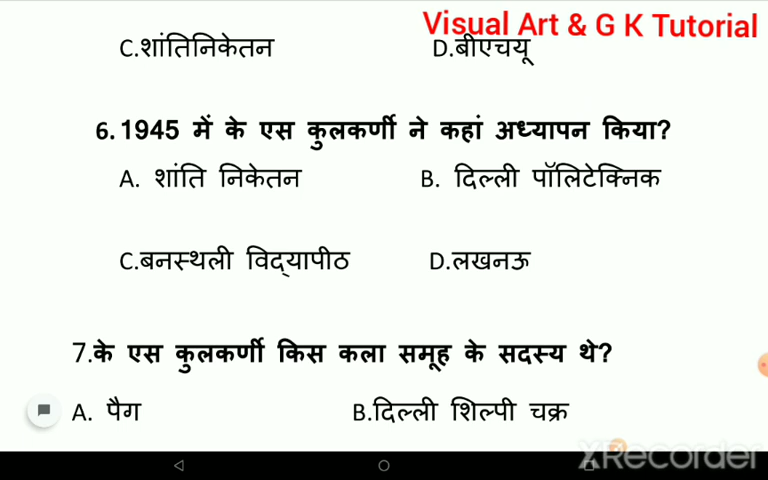 Visual Art & G K Tutorial
C.शांतिनिकेतन D.बीएचयू
6. 1945 में के एस कुलकर्णी ने कहां अध्यापन किया?
A. शांति निकेतन B. दिल्ली पॉलिटेक्निक
C.बनस्थली विद्यापीठ D.लखनऊ
7.के एस कुलकर्णी किस कला समूह के सदस्य थे?
A. पैग B.दिल्ली शिल्पी चक्र
XRecorder